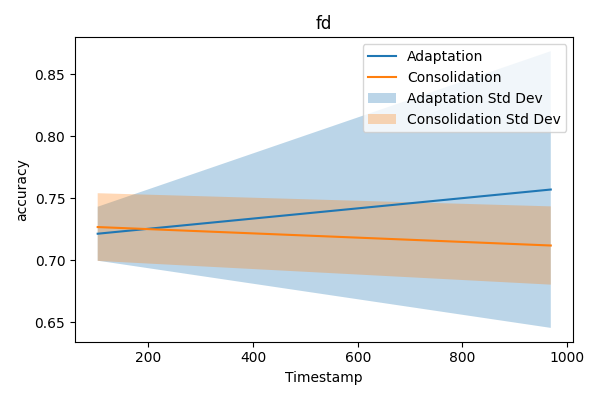 fd
Adaptation
Consolidation
Adaptation Std Dev
Consolidation Std Dev
accuracy
0.85
0.80
0.75
0.70
0.65
200
400
600
800
1000
Timestamp